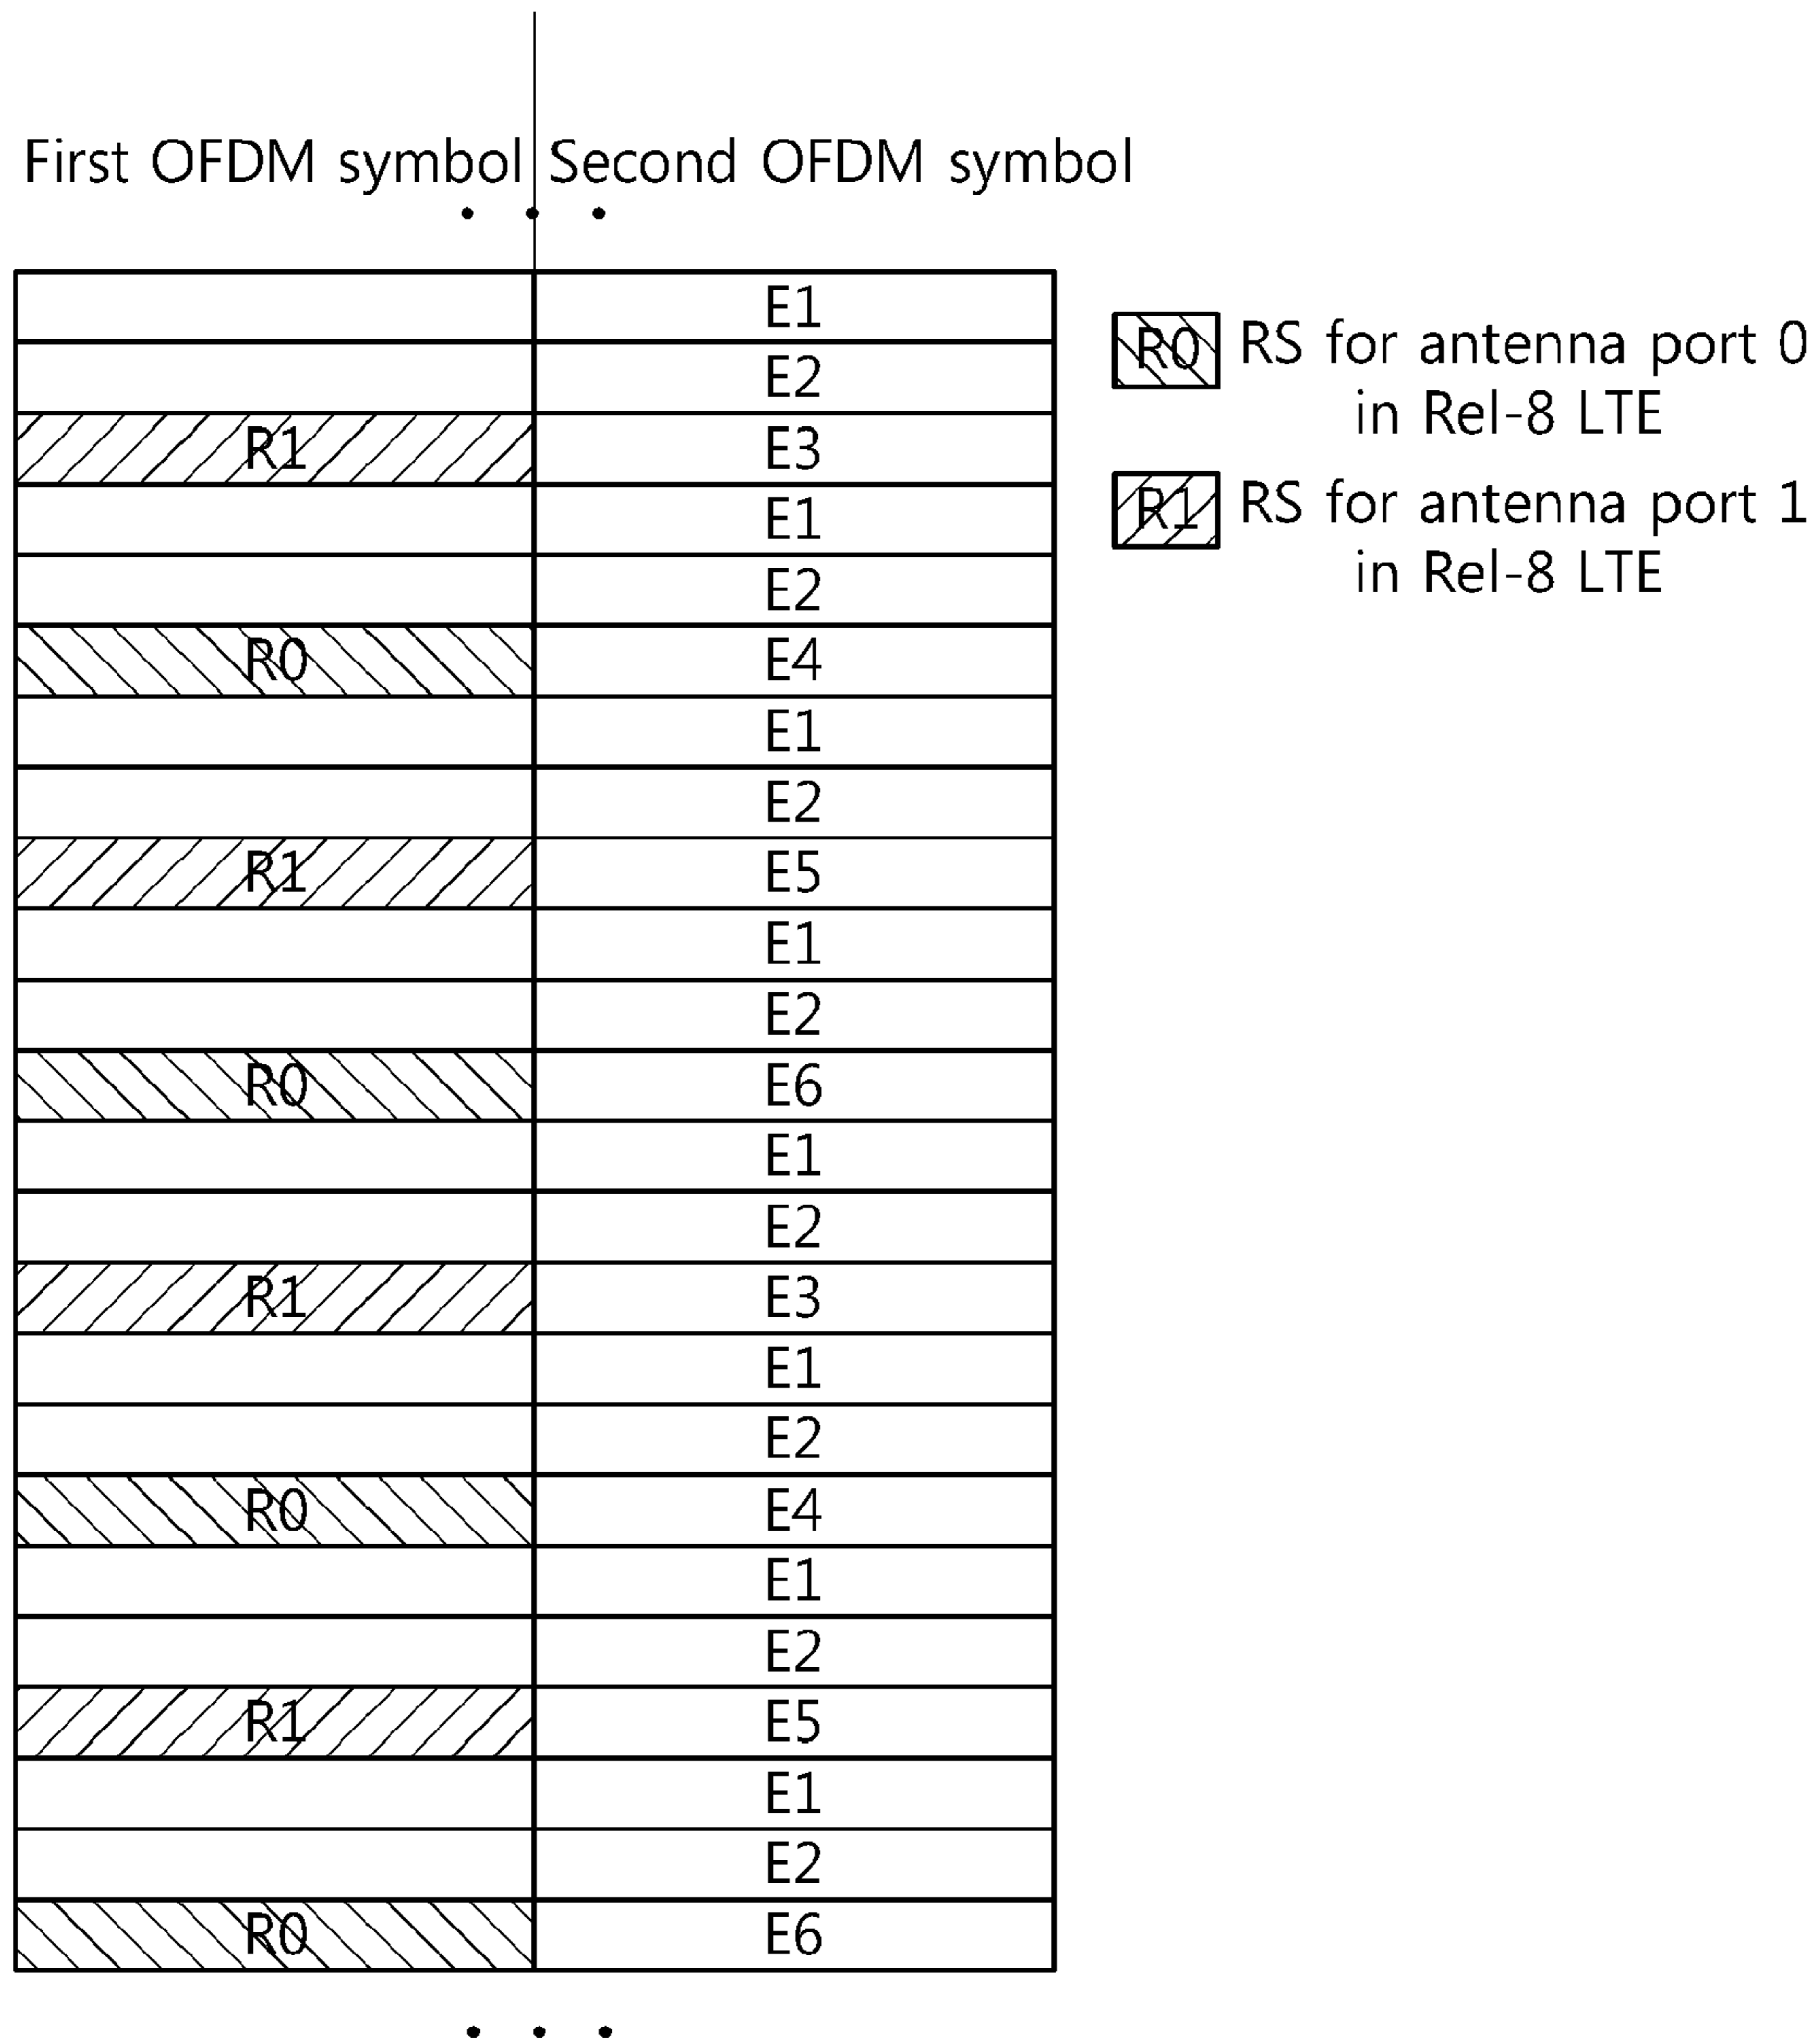 First OFDM symbol Second OFDM symbol
. . .
E1
E2
R1 E3
E1
E2
R0 E4
E1
E2
R1 E5
E1
E2
R0 E6
E1
E2
R1 E3
E1
E2
R0 E4
E1
E2
R1 E5
E1
E2
R0 E6
. . .
R0 RS for antenna port 0
in Rel-8 LTE
R1 RS for antenna port 1
in Rel-8 LTE